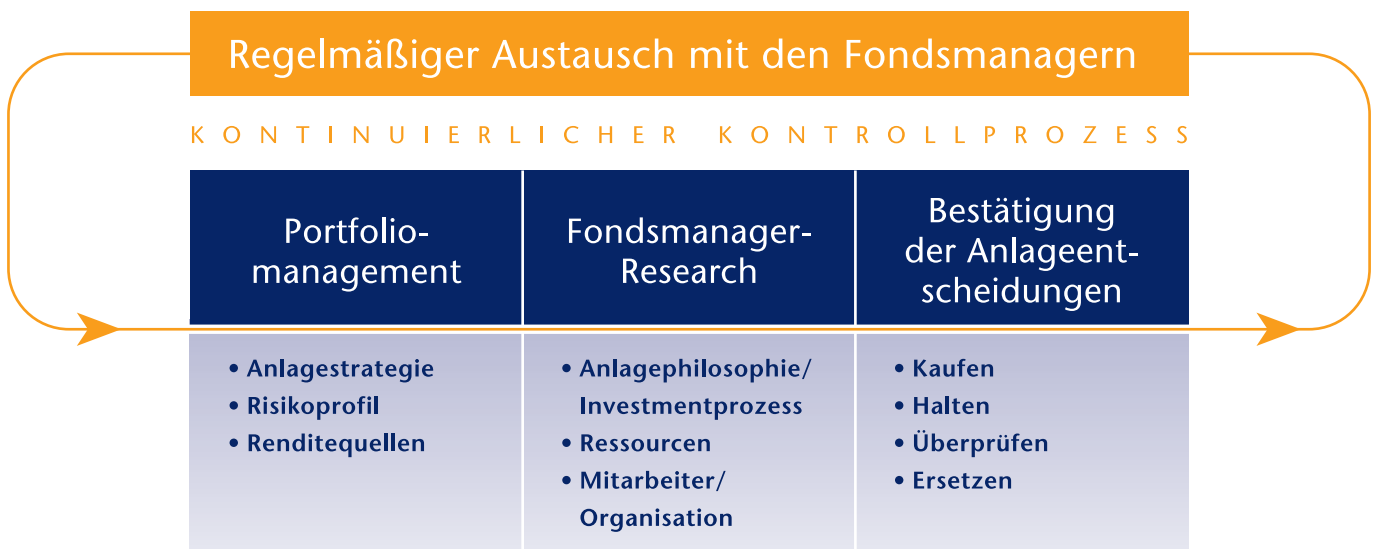 Regelmäßiger Austausch mit den Fondsmanagern
KONTINUIERLICHER KONTROLLPROZESS
Portfolio-
management
Fondsmanager-
Research
Bestätigung
der Anlageent-
scheidungen
• Anlagestrategie
• Risikoprofil
• Renditequellen
• Anlagephilosophie/
Investmentprozess
• Ressourcen
• Mitarbeiter/
Organisation
• Kaufen
• Halten
• Überprüfen
• Ersetzen